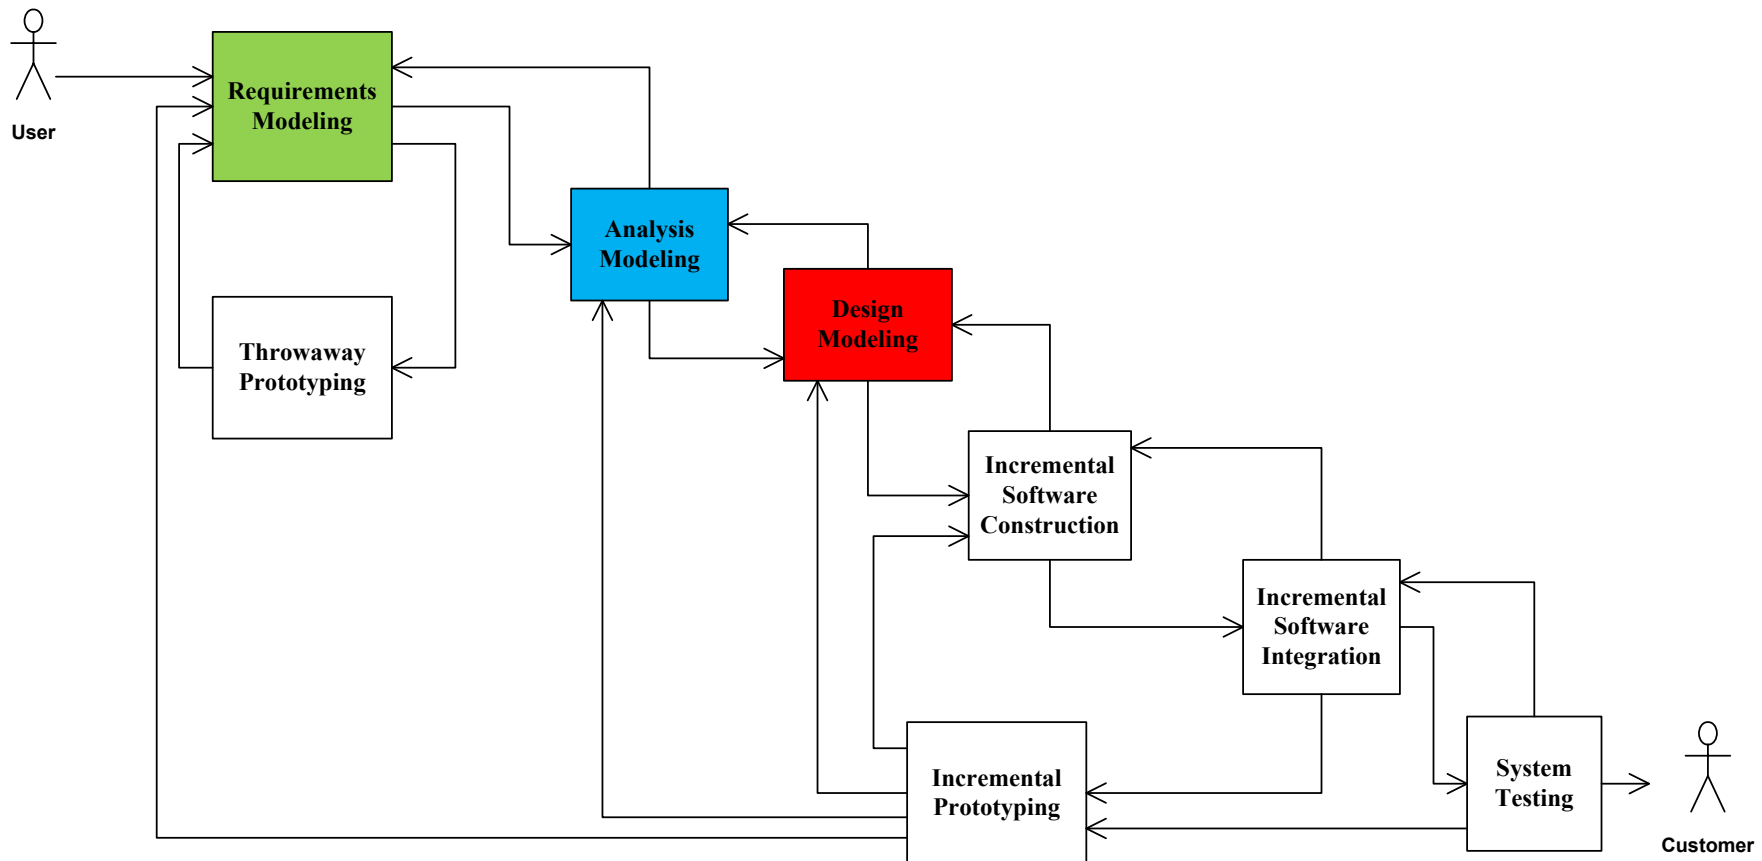 User
Requirements
Modeling
Analysis
Modeling
Design
Modeling
Throwaway
Prototyping
Incremental
Software
Construction
Incremental
Software
Integration
Incremental
Prototyping
System
Testing
Customer